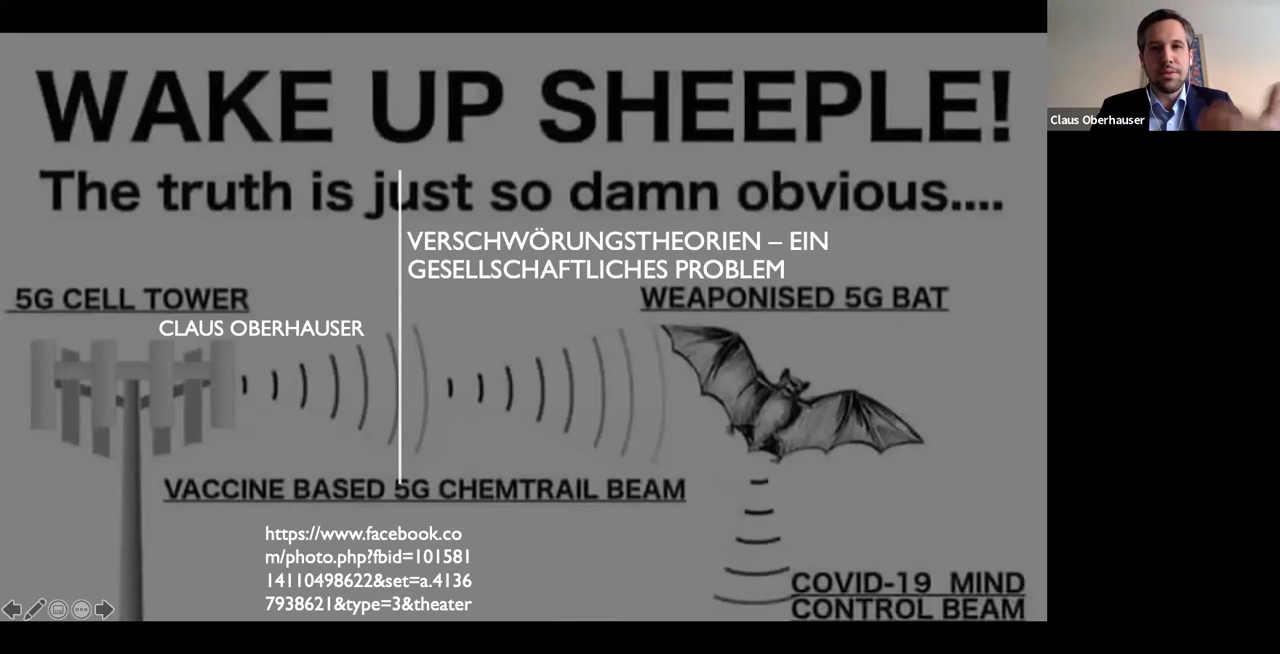 WAKE UP SHEEPLE!
The truth is just so damn obvious....
VERSCHWÖRUNGSTHEORIEN – EIN
GESELLSCHAFTLICHES PROBLEM
5G CELL TOWER
WEAPONISED 5G BAT
CLAUS OBERHAUSER
VACCINE BASED 5G CHEMTRAIL BEAM
https://www.facebook.co
m/photo.php?fbid=101581
14110498622&set=a.4136
7938621&type=3&theater
COVID-19 MIND
CONTROL BEAM
Claus Oberhauser